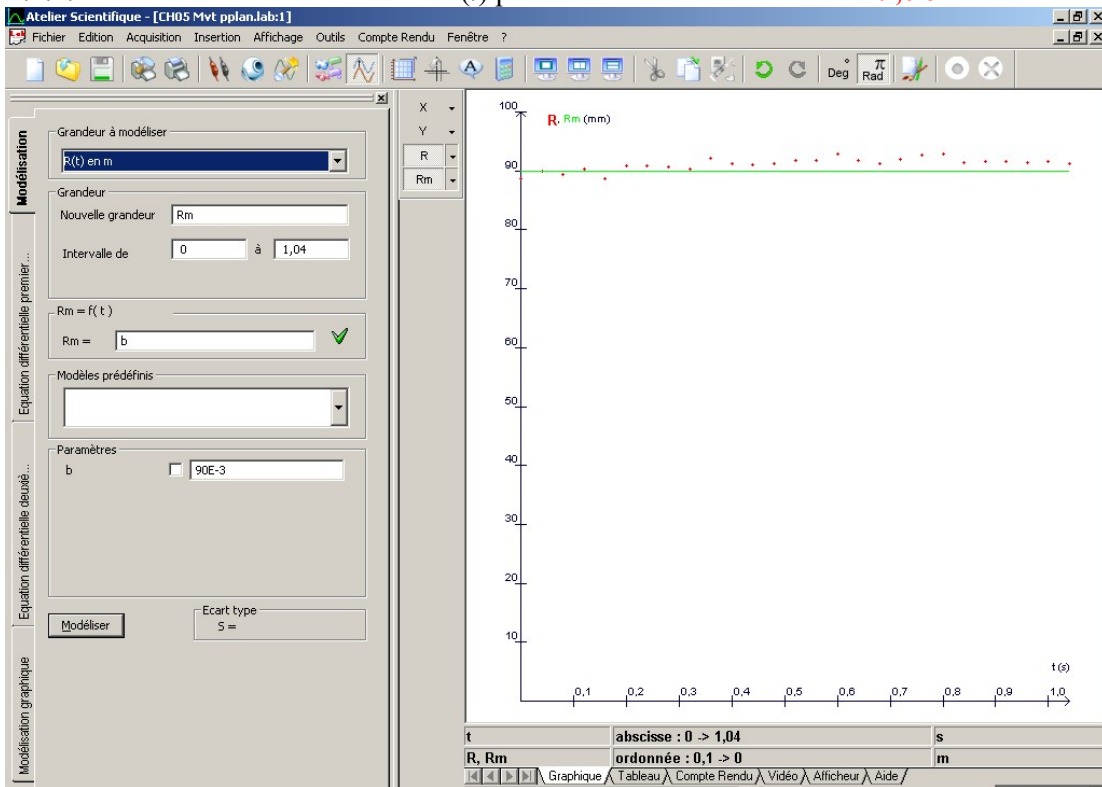 Atelier Scientifique - [CH05 Mvt pplan.lab:1]
Fichier Edition Acquisition Insertion Affichage Outils Compte Rendu Fenêtre ?
Deg π Rad
Modélisation
Equation différentielle premier...
Equation différentielle deuxiè...
Modélisation graphique
Grandeur à modéliser
R(t) en m
Grandeur
Nouvelle grandeur Rm
Intervalle de 0 à 1,04
Rm = f( t )
Rm = b
Modèles prédéfinis
Paramètres
b 90E-3
Modéliser
Ecart type
S =
X
Y
R
Rm
R, Rm (mm)
100
90
80
70
60
50
40
30
20
10
t (s)
0,1 0,2 0,3 0,4 0,5 0,6 0,7 0,8 0,9 1,0
t abscisse : 0 -> 1,04 s
R, Rm ordonnée : 0,1 -> 0 m
Graphique Tableau Compte Rendu Vidéo Afficheur Aide